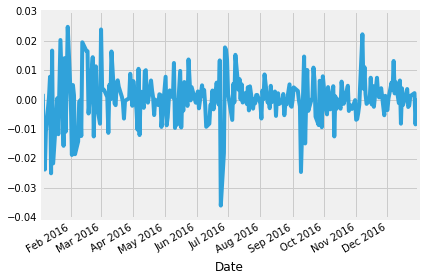 0.03
0.02
0.01
0.00
−0.01
−0.02
−0.03
−0.04
Feb 2016
Mar 2016
Apr 2016
May 2016
Jun 2016
Jul 2016
Aug 2016
Sep 2016
Oct 2016
Nov 2016
Dec 2016
Date